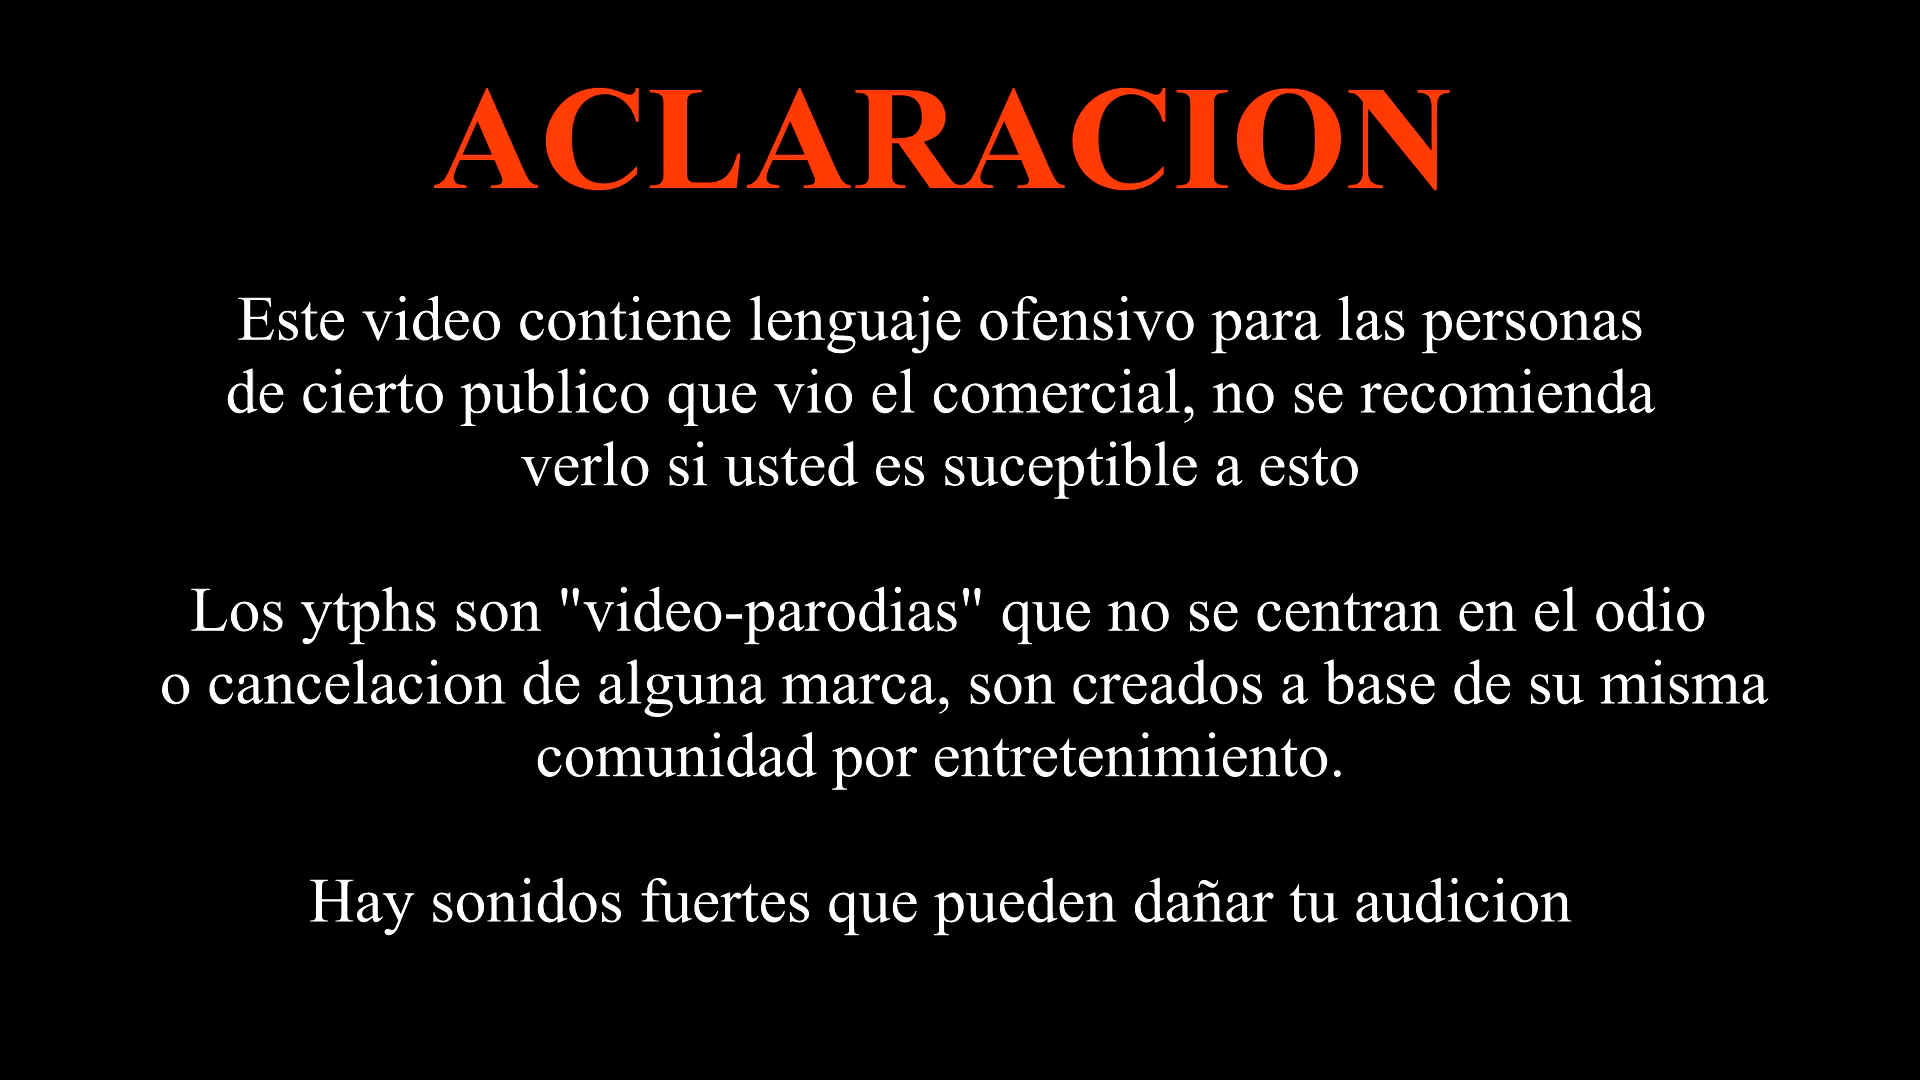 ACLARACION
Este video contiene lenguaje ofensivo para las personas
de cierto publico que vio el comercial, no se recomienda
verlo si usted es suceptible a esto
Los ytphs son "video-parodias" que no se centran en el odio
o cancelacion de alguna marca, son creados a base de su misma
comunidad por entretenimiento.
Hay sonidos fuertes que pueden dañar tu audicion